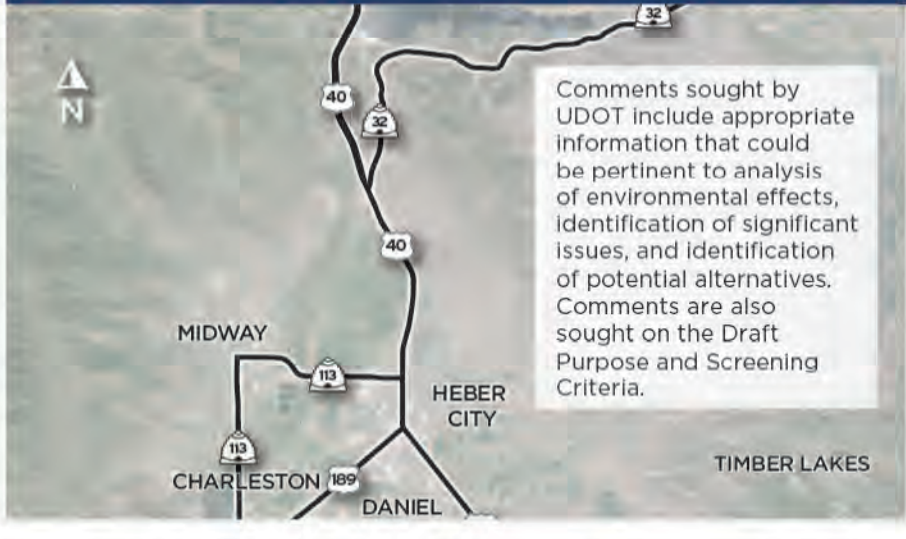 32
N
40
32
Comments sought by
UDOT include appropriate
information that could
be pertinent to analysis
of environmental effects,
identification of significant
issues, and identification
of potential alternatives.
Comments are also
sought on the Draft
Purpose and Screening
Criteria.
40
MIDWAY
113
HEBER
CITY
113
CHARLESTON
189
DANIEL
TIMBER LAKES